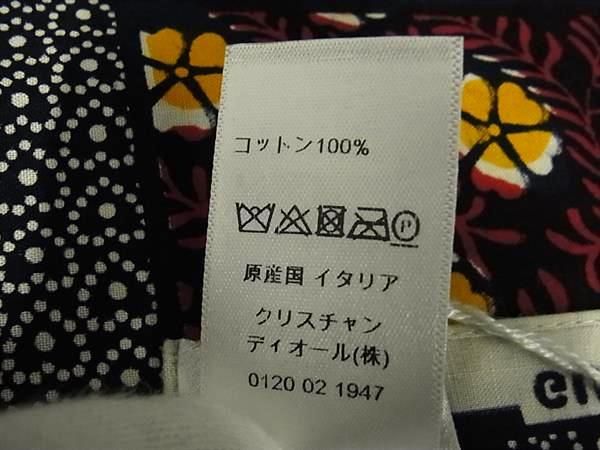 コットン100%
P
原産国 イタリア
クリスチャン
ディオール(株)
0120 02 1947